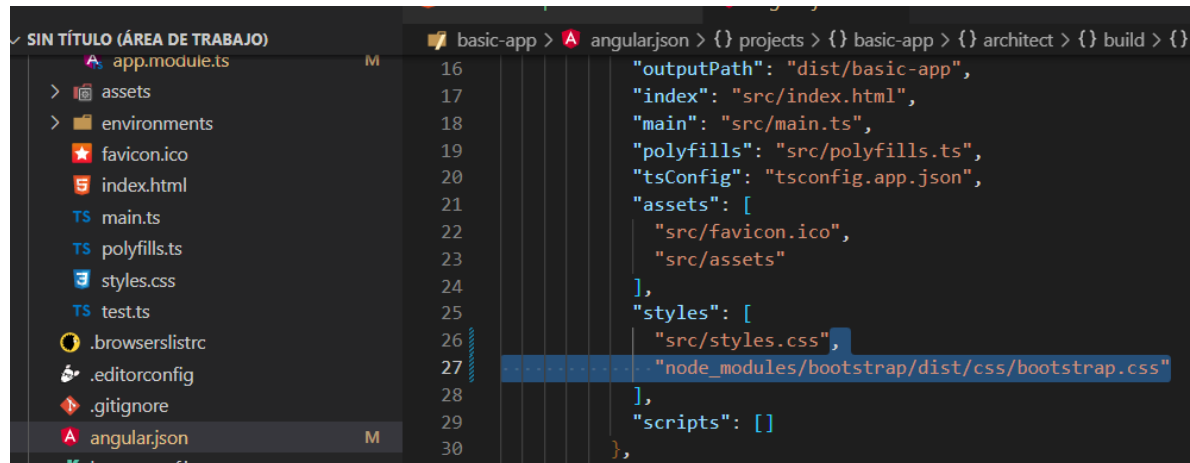 SIN TÍTULO (ÁREA DE TRABAJO)
app.module.ts M
assets
environments
favicon.ico
index.html
TS main.ts
TS polyfills.ts
styles.css
TS test.ts
.browserslistrc
.editorconfig
.gitignore
angular.json M
basic-app > angular.json > {} projects > {} basic-app > {} architect > {} build > {}
16 "outputPath": "dist/basic-app",
17 "index": "src/index.html",
18 "main": "src/main.ts",
19 "polyfills": "src/polyfills.ts",
20 "tsConfig": "tsconfig.app.json",
21 "assets": [
22 "src/favicon.ico",
23 "src/assets"
24 ],
25 "styles": [
26 "src/styles.css",
27 "node_modules/bootstrap/dist/css/bootstrap.css"
28 ],
29 "scripts": []
30 },